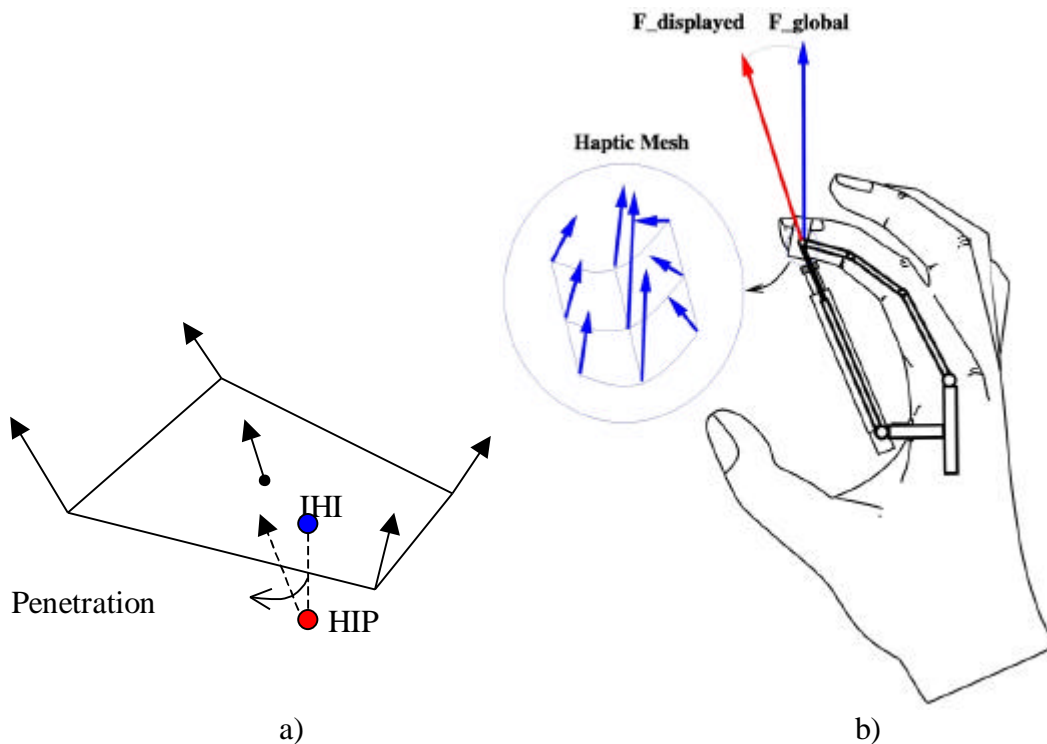 F_displayed F_global
Haptic Mesh
IHI
Penetration
HIP
a) b)